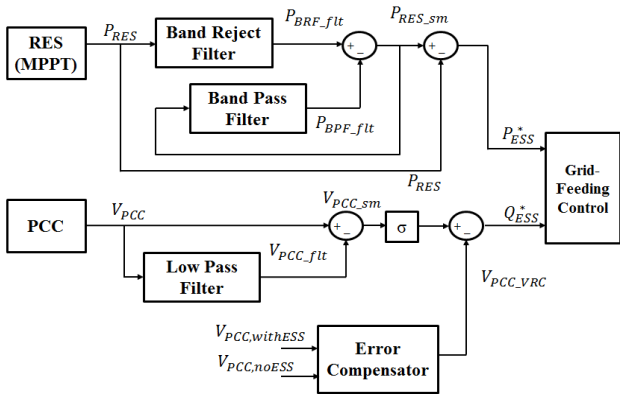 RES
(MPPT)
P_RES
Band Reject
Filter
P_BRF_flt
+
−
P_RES_sm
+
−
Band Pass
Filter
P_BPF_flt
P*_ESS
P_RES
Grid-
Feeding
Control
PCC
V_PCC
V_PCC_sm
+
−
σ
+
−
Q*_ESS
Low Pass
Filter
V_PCC_flt
V_PCC_VRC
V_PCC,withESS
V_PCC,noESS
Error
Compensator